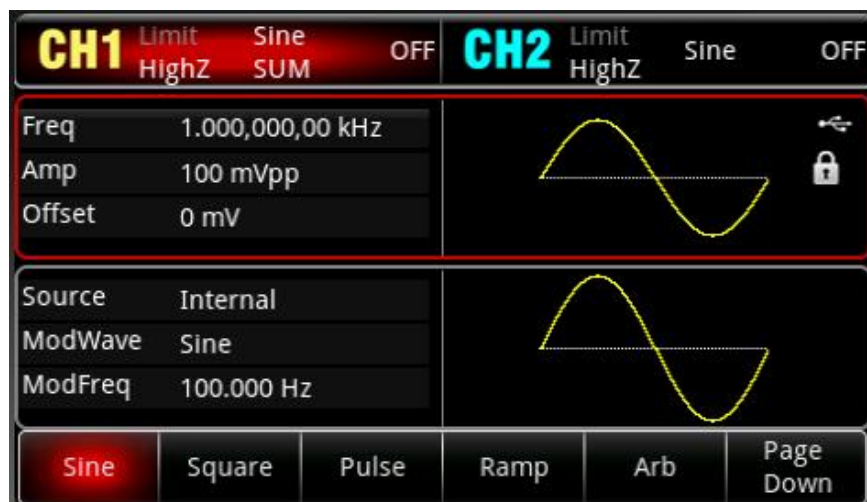 CH1 Limit Sine OFF CH2 Limit Sine OFF
HighZ SUM HighZ
Freq 1.000,000,00 kHz
Amp 100 mVpp
Offset 0 mV
Source Internal
ModWave Sine
ModFreq 100.000 Hz
Sine Square Pulse Ramp Arb Page Down